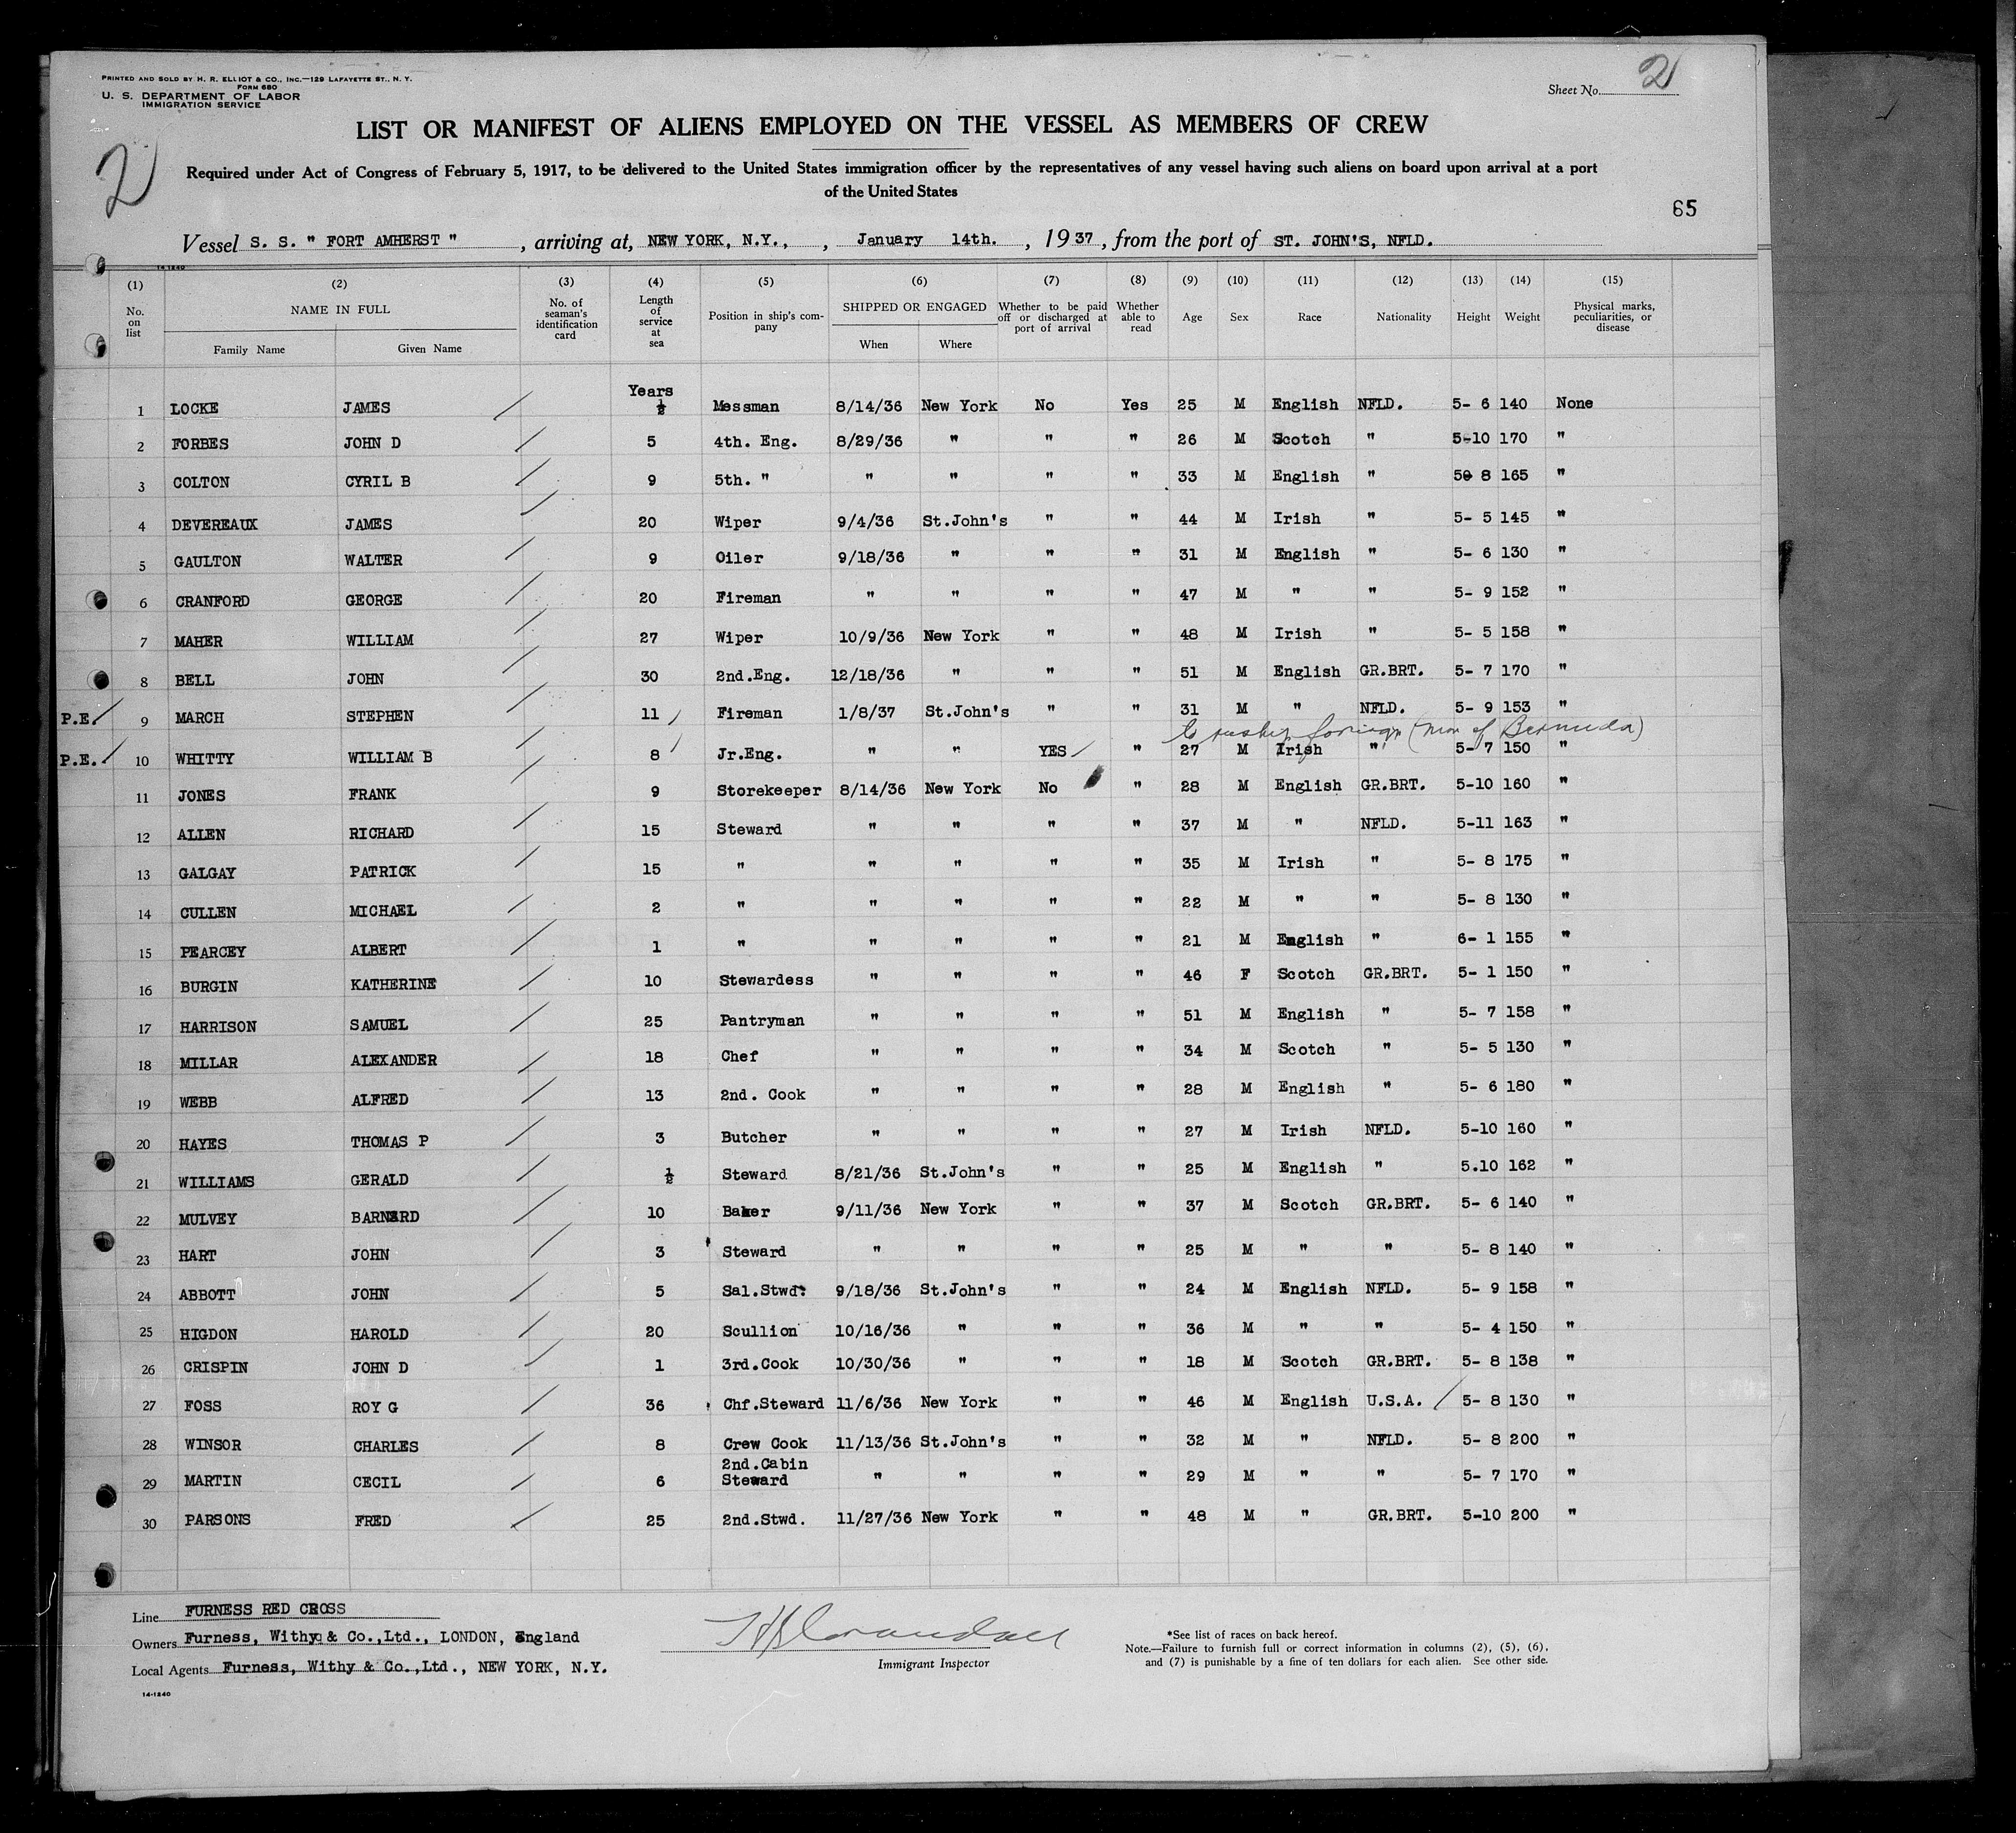 PRINTED AND SOLD BY H. R. ELLIOT & CO., INC.—129 LAFAYETTE ST., N. Y.
FORM 680
U. S. DEPARTMENT OF LABOR
IMMIGRATION SERVICE
Sheet No. 2
LIST OR MANIFEST OF ALIENS EMPLOYED ON THE VESSEL AS MEMBERS OF CREW
2
Required under Act of Congress of February 5, 1917, to be delivered to the United States immigration officer by the representatives of any vessel having such aliens on board upon arrival at a port
of the United States
65
Vessel S. S. " FORT AMHERST " , arriving at, NEW YORK, N.Y., , January 14th. , 1937, from the port of ST. JOHN'S, NFLD.
14-1240
(1) (2) (3) (4) (5) (6) (7) (8) (9) (10) (11) (12) (13) (14) (15)
No. on list NAME IN FULL Family Name Given Name No. of seaman's identification card Length of service at sea Position in ship's company SHIPPED OR ENGAGED When Where Whether to be paid off or discharged at port of arrival Whether able to read Age Sex Race Nationality Height Weight Physical marks, peculiarities, or disease
Years
1 LOCKE JAMES / ½ Messman 8/14/36 New York No Yes 25 M English NFLD. 5- 6 140 None
2 FORBES JOHN D / 5 4th. Eng. 8/29/36 " " " 26 M Scotch " 5-10 170 "
3 COLTON CYRIL B / 9 5th. " " " " " 33 M English " 5 8 165 "
4 DEVEREAUX JAMES / 20 Wiper 9/4/36 St.John's " " 44 M Irish " 5- 5 145 "
5 GAULTON WALTER / 9 Oiler 9/18/36 " " " 31 M English " 5- 6 130 "
6 CRANFORD GEORGE / 20 Fireman " " " " 47 M " " 5- 9 152 "
7 MAHER WILLIAM / 27 Wiper 10/9/36 New York " " 48 M Irish " 5- 5 158 "
8 BELL JOHN / 30 2nd.Eng. 12/18/36 " " " 51 M English GR.BRT. 5- 7 170 "
P.E./ 9 MARCH STEPHEN / 11 / Fireman 1/8/37 St.John's " " 31 M " NFLD. 5- 9 153 "
to foreign ( of Bermuda)
P.E./ 10 WHITTY WILLIAM B / 8 / Jr.Eng. " " YES / " 27 M Irish " 5- 7 150 "
11 JONES FRANK / 9 Storekeeper 8/14/36 New York No " 28 M English GR.BRT. 5-10 160 "
12 ALLEN RICHARD / 15 Steward " " " " 37 M " NFLD. 5-11 163 "
13 GALGAY PATRICK / 15 " " " " " 35 M Irish " 5- 8 175 "
14 CULLEN MICHAEL / 2 " " " " " 22 M " " 5- 8 130 "
15 PEARCEY ALBERT / 1 " " " " " 21 M English " 6- 1 155 "
16 BURGIN KATHERINE / 10 Stewardess " " " " 46 F Scotch GR.BRT. 5- 1 150 "
17 HARRISON SAMUEL / 25 Pantryman " " " " 51 M English " 5- 7 158 "
18 MILLAR ALEXANDER / 18 Chef " " " " 34 M Scotch " 5- 5 130 "
19 WEBB ALFRED / 13 2nd. Cook " " " " 28 M English " 5- 6 180 "
20 HAYES THOMAS P / 3 Butcher " " " " 27 M Irish NFLD. 5-10 160 "
21 WILLIAMS GERALD / ½ Steward 8/21/36 St.John's " " 25 M English " 5.10 162 "
22 MULVEY BARNARD / 10 Baker 9/11/36 New York " " 37 M Scotch GR.BRT. 5- 6 140 "
23 HART JOHN / 3 Steward " " " " 25 M " " 5- 8 140 "
24 ABBOTT JOHN / 5 Sal.Stwd. 9/18/36 St.John's " " 24 M English NFLD. 5- 9 158 "
25 HIGDON HAROLD / 20 Scullion 10/16/36 " " " 36 M " " 5- 4 150 "
26 CRISPIN JOHN D / 1 3rd.Cook 10/30/36 " " " 18 M Scotch GR.BRT. 5- 8 138 "
27 FOSS ROY G / 36 Chf.Steward 11/6/36 New York " " 46 M English U.S.A. / 5- 8 130 "
28 WINSOR CHARLES / 8 Crew Cook 11/13/36 St.John's " " 32 M " NFLD. 5- 8 200 "
29 MARTIN CECIL / 6 2nd.Cabin Steward " " " " 29 M " " 5- 7 170 "
30 PARSONS FRED / 25 2nd.Stwd. 11/27/36 New York " " 48 M " GR.BRT. 5-10 200 "
Line FURNESS RED CROSS
Owners Furness, Withy & Co.,Ltd., LONDON, England
Local Agents Furness, Withy & Co.,Ltd., NEW YORK, N.Y.
Immigrant Inspector
*See list of races on back hereof.
Note.—Failure to furnish full or correct information in columns (2), (5), (6),
and (7) is punishable by a fine of ten dollars for each alien. See other side.
14-1240